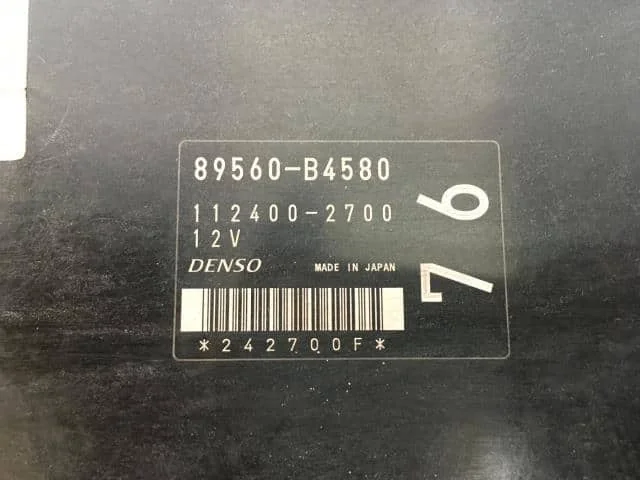 89560-B4580
112400-2700
12V
DENSO MADE IN JAPAN
*242700F*
76